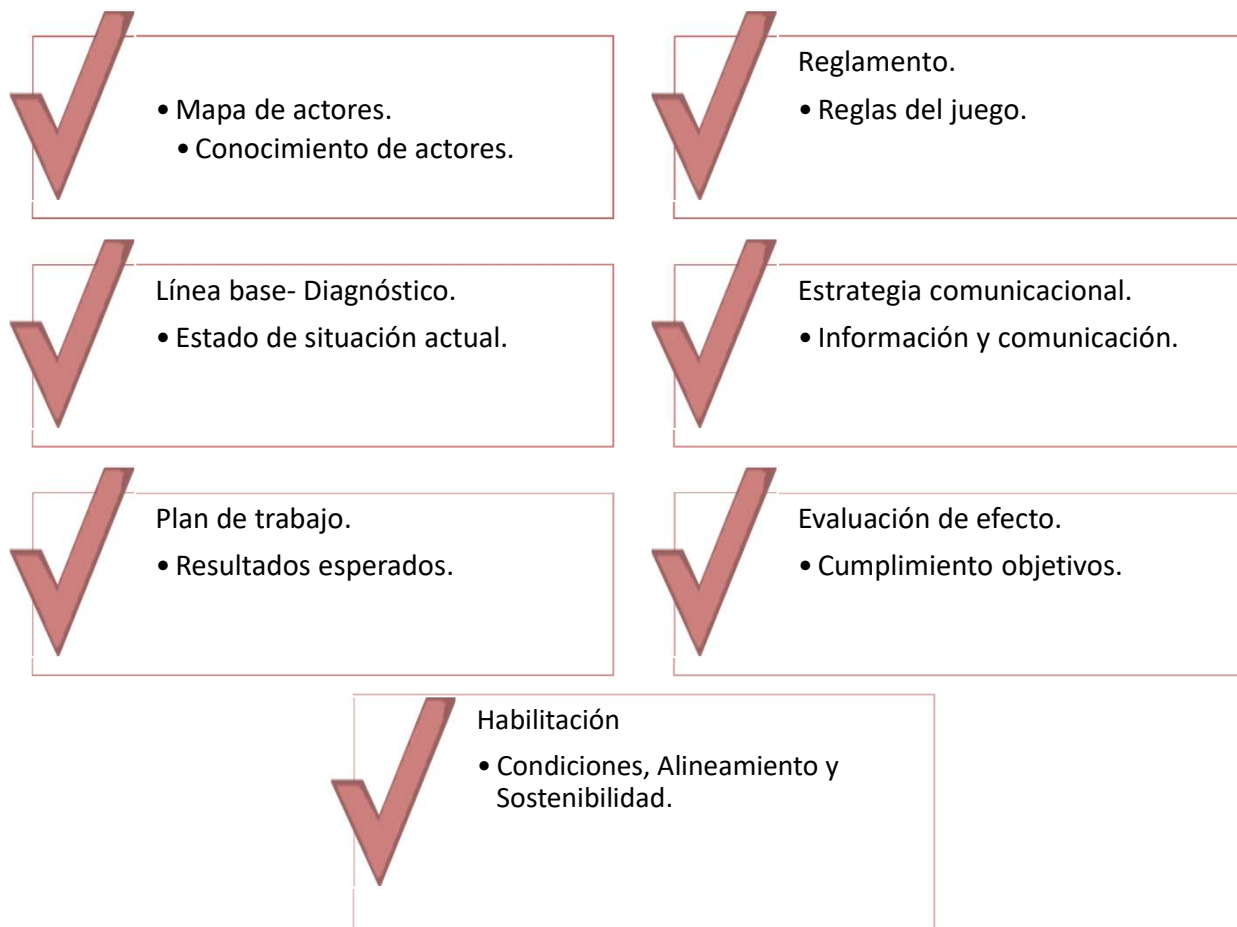 • Mapa de actores.
• Conocimiento de actores.
Reglamento.
• Reglas del juego.
Línea base- Diagnóstico.
• Estado de situación actual.
Estrategia comunicacional.
• Información y comunicación.
Plan de trabajo.
• Resultados esperados.
Evaluación de efecto.
• Cumplimiento objetivos.
Habilitación
• Condiciones, Alineamiento y
Sostenibilidad.